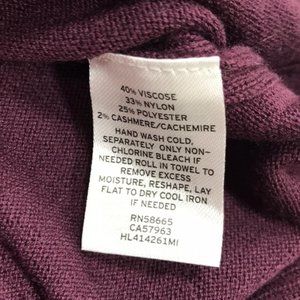 40% VISCOSE
33% NYLON
25% POLYESTER
2% CASHMERE/CACHEMIRE
HAND WASH COLD,
SEPARATELY ONLY NON-
CHLORINE BLEACH IF
NEEDED ROLL IN TOWEL TO
REMOVE EXCESS
MOISTURE, RESHAPE, LAY
FLAT TO DRY COOL IRON
IF NEEDED
RN58665
CA57963
HL414261MI